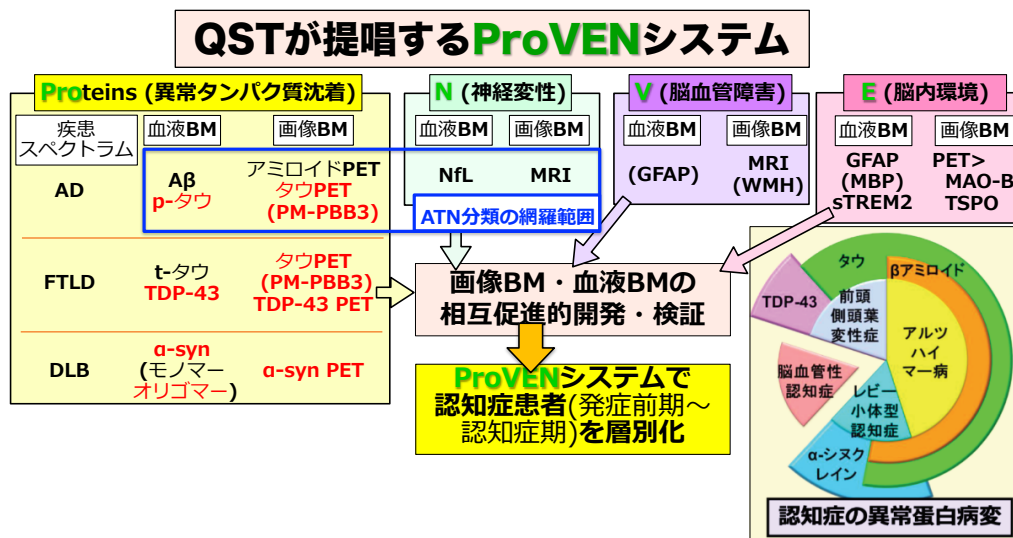 QSTが提唱するProVENシステム
Proteins (異常タンパク質沈着)
疾患
スペクトラム
血液BM
画像BM
AD
Aβ
p-タウ
アミロイドPET
タウPET
(PM-PBB3)
FTLD
t-タウ
TDP-43
タウPET
(PM-PBB3)
TDP-43 PET
DLB
α-syn
(モノマー
オリゴマー)
α-syn PET
N (神経変性)
血液BM
画像BM
NfL
MRI
ATN分類の網羅範囲
V (脳血管障害)
血液BM
画像BM
(GFAP)
MRI
(WMH)
E (脳内環境)
血液BM
画像BM
GFAP
(MBP)
sTREM2
PET>
MAO-B
TSPO
画像BM・血液BMの
相互促進的開発・検証
ProVENシステムで
認知症患者(発症前期～
認知症期)を層別化
タウ
βアミロイド
TDP-43
前頭
側頭葉
変性症
アルツ
ハイ
マー病
脳血管性
認知症
レビー
小体型
認知症
α-シヌク
レイン
認知症の異常蛋白病変